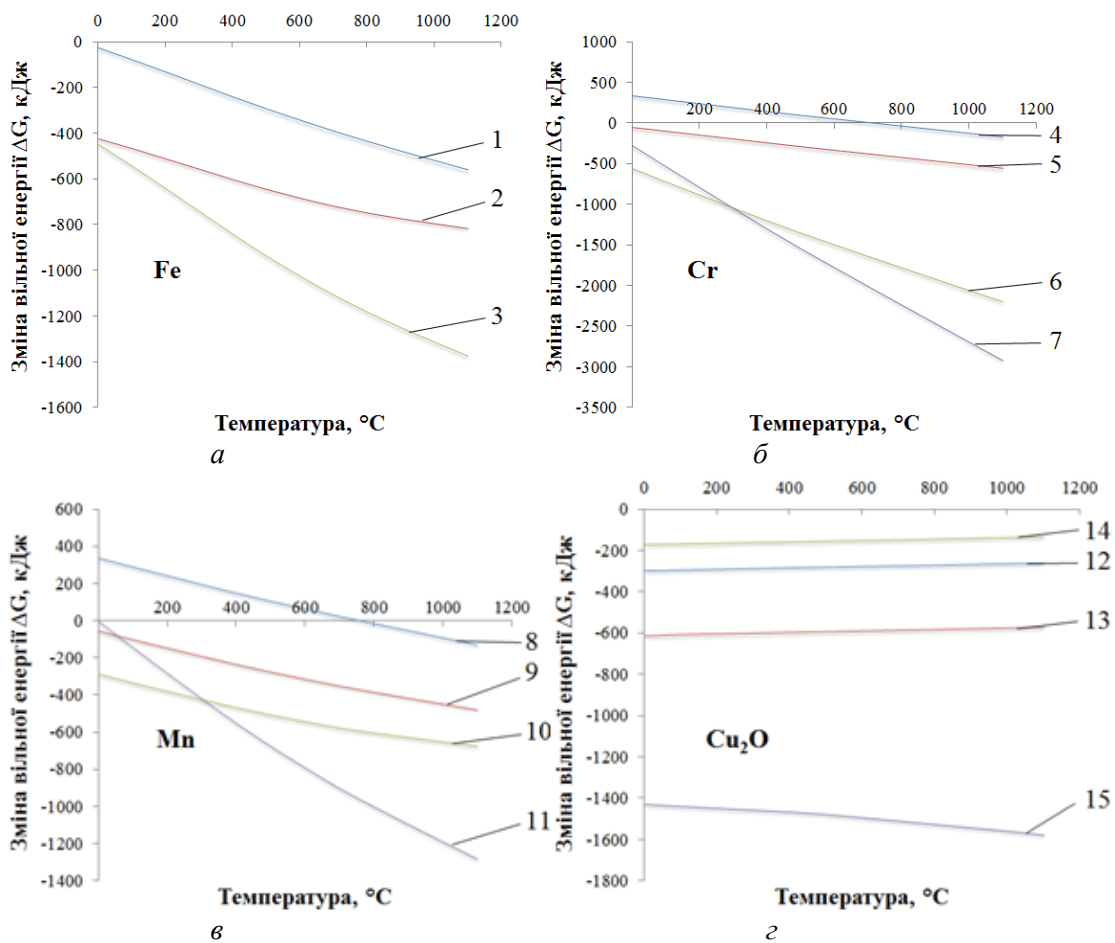 0 200 400 600 800 1000 1200
0
-200
-400
-600
-800
-1000
-1200
-1400
-1600
Зміна вільної енергії ΔG, кДж
Fe
1
2
3
Температура, °C
а
1000
500
0
-500
-1000
-1500
-2000
-2500
-3000
-3500
200 400 600 800 1000 1200
Зміна вільної енергії ΔG, кДж
Cr
4
5
6
7
Температура, °C
б
600
400
200
0
-200
-400
-600
-800
-1000
-1200
-1400
200 400 600 800 1000 1200
Зміна вільної енергії ΔG, кДж
Mn
8
9
10
11
Температура, °C
в
0 200 400 600 800 1000 1200
0
-200
-400
-600
-800
-1000
-1200
-1400
-1600
-1800
Зміна вільної енергії ΔG, кДж
Cu₂O
14
12
13
15
Температура, °C
г